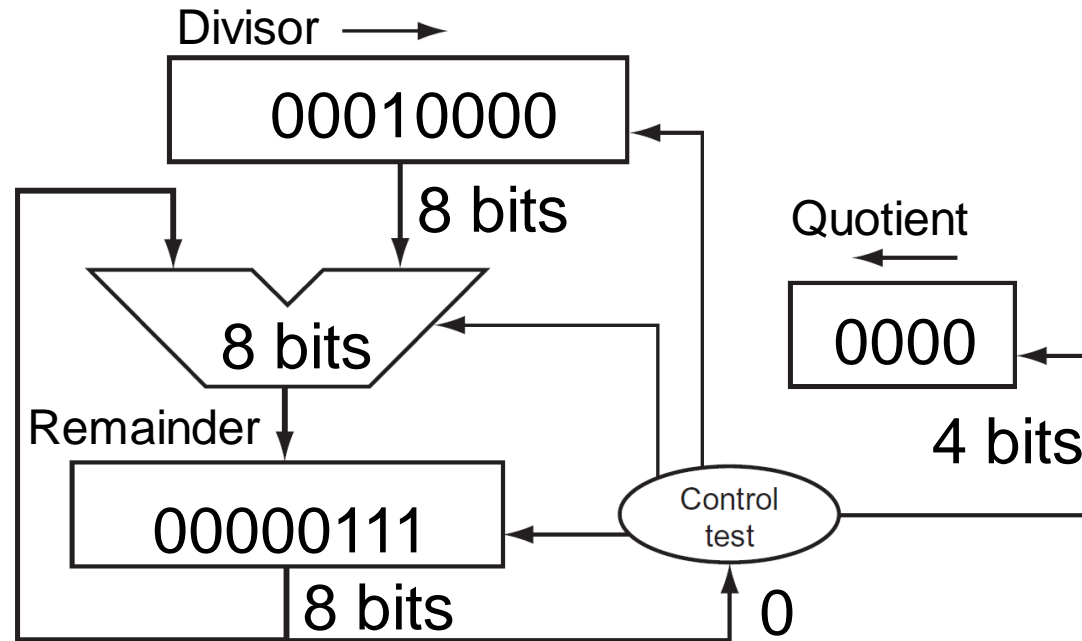 Divisor
00010000
8 bits
Quotient
8 bits
0000
Remainder
4 bits
Control
test
00000111
8 bits
0